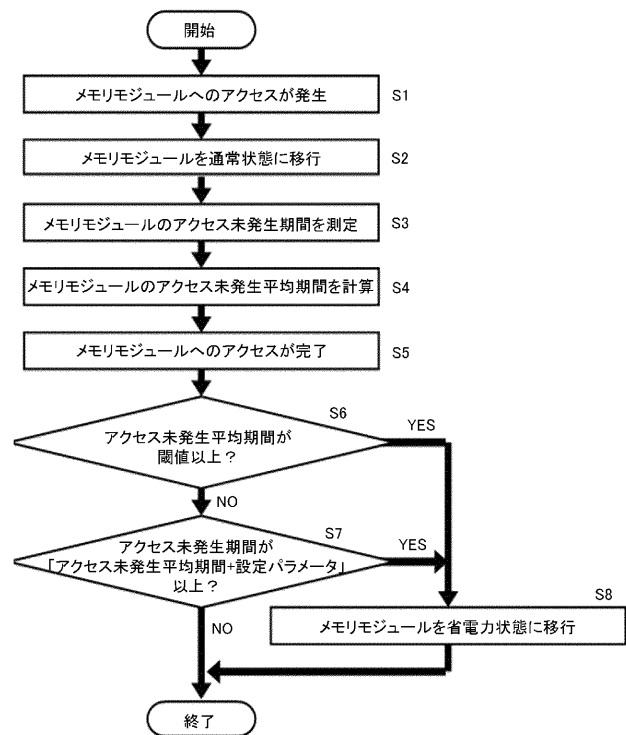 開始
メモリモジュールへのアクセスが発生
S1
メモリモジュールを通常状態に移行
S2
メモリモジュールのアクセス未発生期間を測定
S3
メモリモジュールのアクセス未発生平均期間を計算
S4
メモリモジュールへのアクセスが完了
S5
S6
アクセス未発生平均期間が
閾値以上？
YES
NO
S7
アクセス未発生期間が
「アクセス未発生平均期間+設定パラメータ」
以上？
YES
NO
S8
メモリモジュールを省電力状態に移行
終了